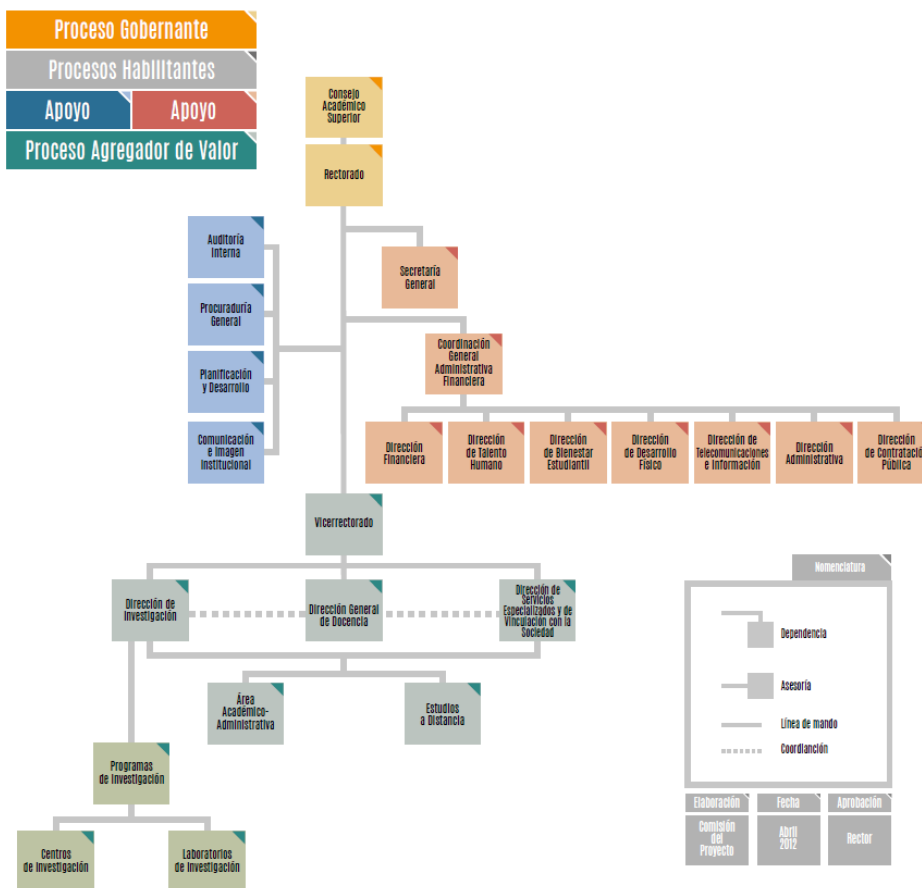 Proceso Gobernante
Procesos Habilitantes
Apoyo
Apoyo
Proceso Agregador de Valor
Consejo
Académico
Superior
Rectorado
Auditoría
Interna
Secretaría
General
Procuraduría
General
Coordinación
General
Administrativa
Financiera
Planificación
y Desarrollo
Comunicación
e Imagen
Institucional
Dirección
Financiera
Dirección
de Talento
Humano
Dirección
de Bienestar
Estudiantil
Dirección
de Desarrollo
Físico
Dirección de
Telecomunicaciones
e Información
Dirección
Administrativa
Dirección
de Contratació
Pública
Vicerrectorado
Dirección de
Investigación
Dirección General
de Docencia
Dirección de
Servicios
Especializados y de
Vinculación con la
Sociedad
Área
Académico-
Administrativa
Estudios
a Distancia
Programas
de Investigación
Centros
de Investigación
Laboratorios
de Investigación
Nomenclatura
Dependencia
Asesoría
Línea de mando
Coordianción
Elaboración
Fecha
Aprobación
Comisión
del
Proyecto
Abril
2012
Rector